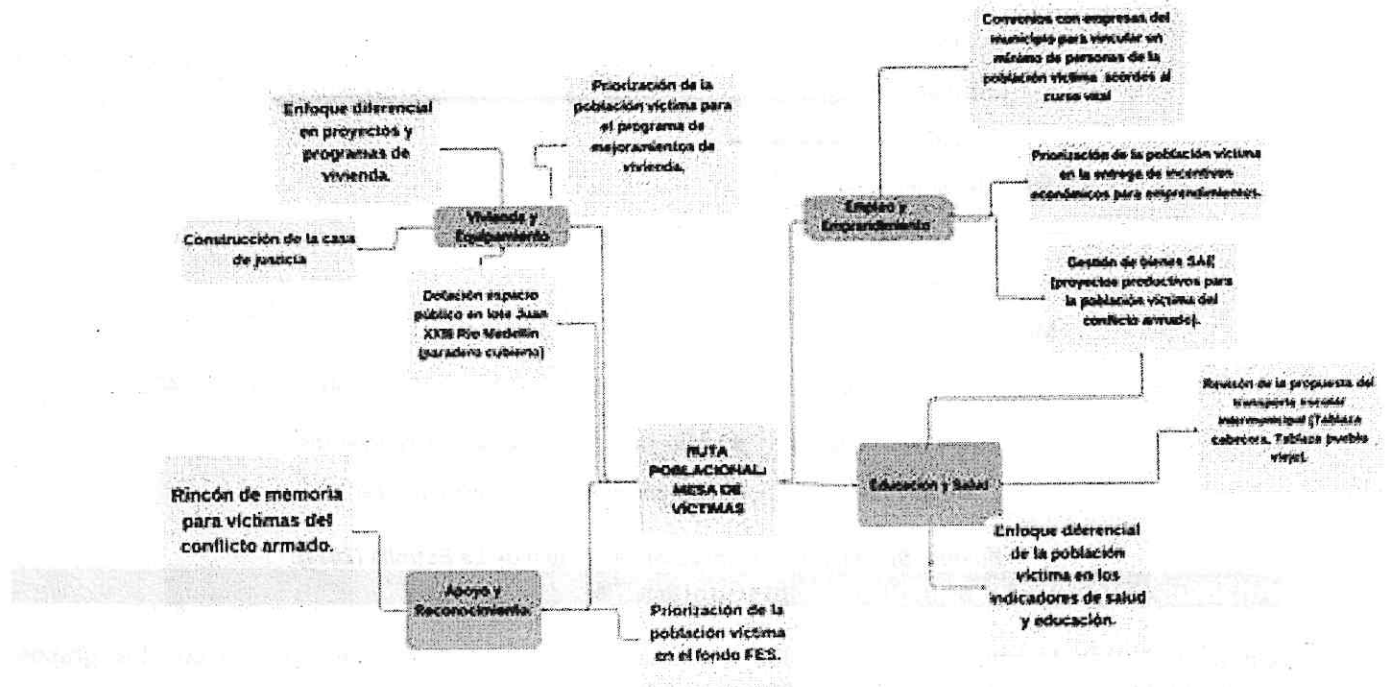 Convenios con empresas del
municipio para vincular un
mínimo de personas de la
población víctima acordes al
curso vital
Priorización de la
población víctima para
el programa de
mejoramientos de
vivienda.
Enfoque diferencial
en proyectos y
programas de
vivienda.
Priorización de la población víctima
en la entrega de incentivos
económicos para emprendimientos.
Vivienda y
Equipamiento
Empleo y
Emprendimiento
Construcción de la casa
de justicia
Gestión de bienes SAE
(proyectos productivos para
la población víctima del
conflicto armado).
Dotación espacio
público en lote Juan
XXIII Río Medellín
(paradero cubierto)
Revisón de la propuesta del
transporte escolar
intermunicipal (Tablaza
cabecera, Tablaza pueblo
viejo).
RUTA
POBLACIONAL:
MESA DE
VÍCTIMAS
Educación y Salud
Rincón de memoria
para víctimas del
conflicto armado.
Enfoque diferencial
de la población
víctima en los
indicadores de salud
y educación.
Apoyo y
Reconocimiento
Priorización de la
población víctima
en el fondo FES.